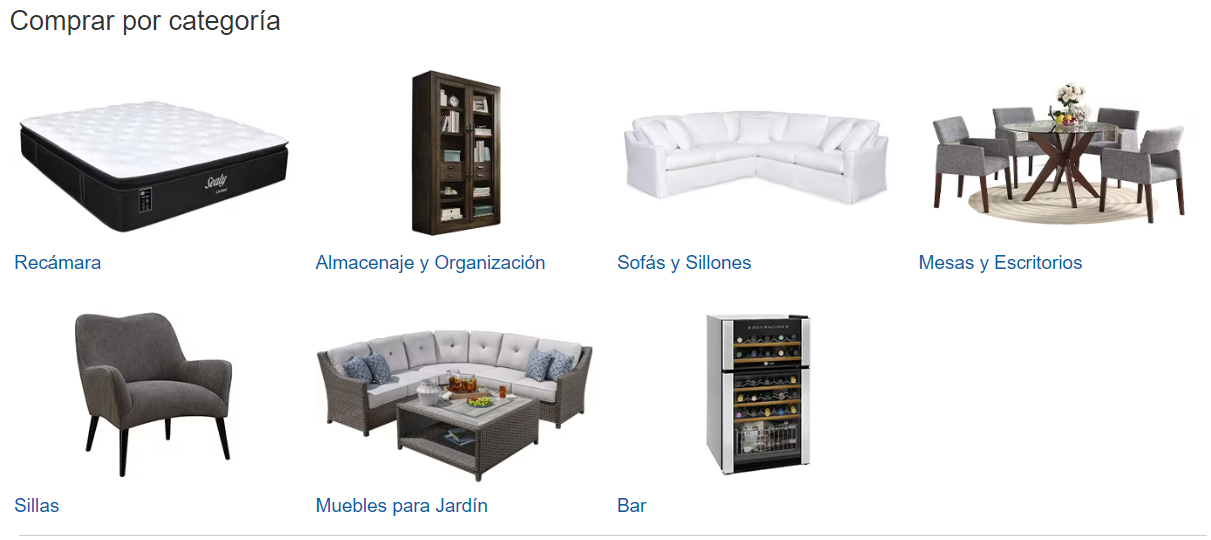 Comprar por categoría
Sealy
Recámara
Almacenaje y Organización
Sofás y Sillones
Mesas y Escritorios
Sillas
Muebles para Jardín
Bar